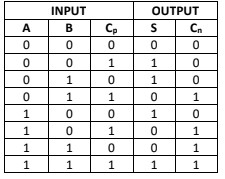 INPUT OUTPUT
A B Cp S Cn
0 0 0 0 0
0 0 1 1 0
0 1 0 1 0
0 1 1 0 1
1 0 0 1 0
1 0 1 0 1
1 1 0 0 1
1 1 1 1 1